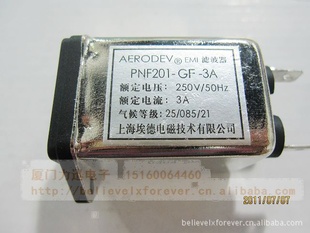 AERODEV® EMI 滤波器
PNF201-GF-3A
额定电压: 250V/50Hz
额定电流: 3A
气候等级: 25/085/21
上海埃德电磁技术有限公司
15160064460
2011/07/07
believelxforever.cn.alibaba.com